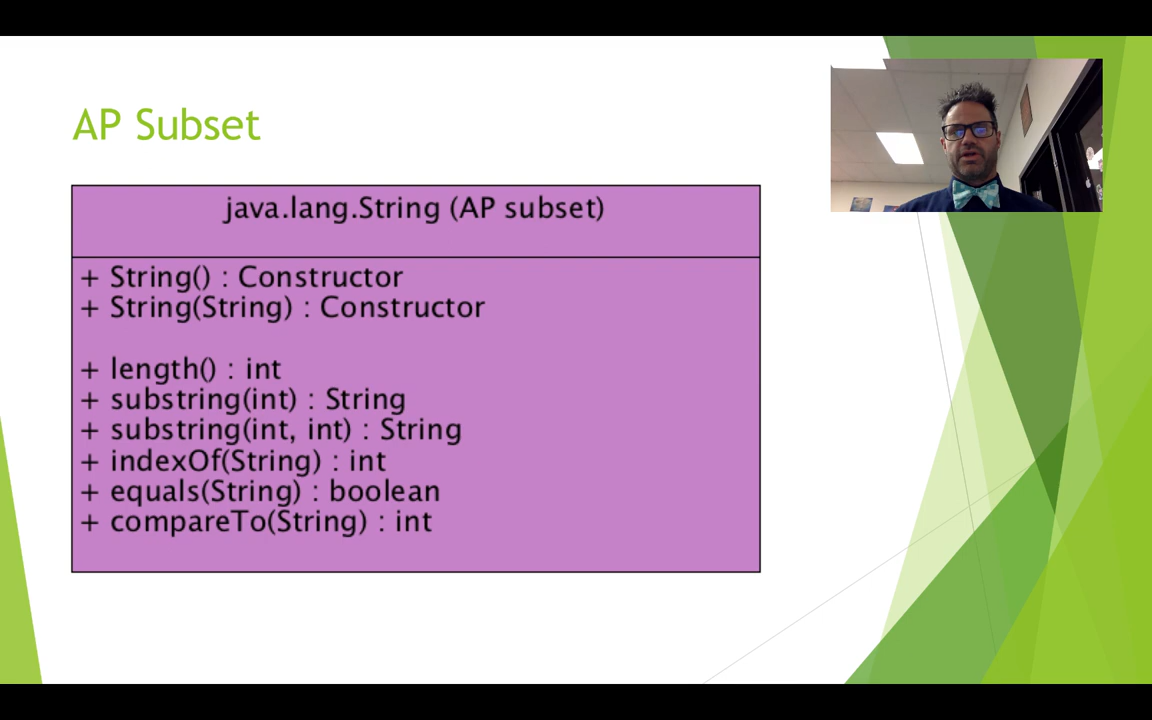 AP Subset
java.lang.String (AP subset)
+ String() : Constructor
+ String(String) : Constructor
+ length() : int
+ substring(int) : String
+ substring(int, int) : String
+ indexOf(String) : int
+ equals(String) : boolean
+ compareTo(String) : int